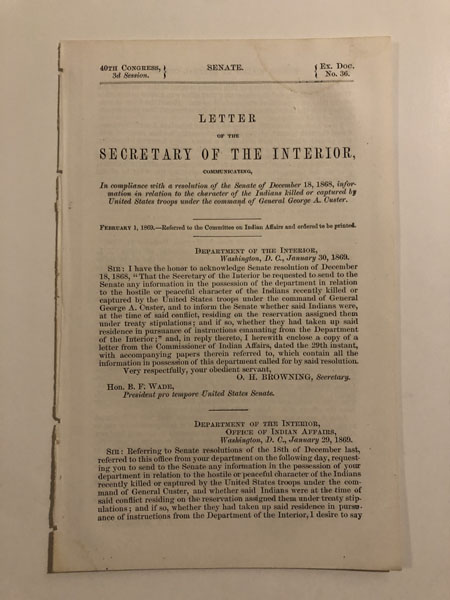 40TH CONGRESS,
3d Session.
SENATE.
EX. DOC.
No. 36.
LETTER
OF THE
SECRETARY OF THE INTERIOR,
COMMUNICATING,
In compliance with a resolution of the Senate of December 18, 1868, infor-
mation in relation to the character of the Indians killed or captured by
United States troops under the command of General George A. Custer.
FEBRUARY 1, 1869.—Referred to the Committee on Indian Affairs and ordered to be printed.
DEPARTMENT OF THE INTERIOR,
Washington, D. C., January 30, 1869.
SIR: I have the honor to acknowledge Senate resolution of December
18, 1868, "That the Secretary of the Interior be requested to send to the
Senate any information in the possession of the department in relation
to the hostile or peaceful character of the Indians recently killed or
captured by the United States troops under the command of General
George A. Custer, and to inform the Senate whether said Indians were,
at the time of said conflict, residing on the reservation assigned them
under treaty stipulations; and if so, whether they had taken up said
residence in pursuance of instructions emanating from the Department
of the Interior;" and, in reply thereto, I herewith enclose a copy of a
letter from the Commissioner of Indian Affairs, dated the 29th instant,
with accompanying papers therein referred to, which contain all the
information in possession of this department called for by said resolution.
Very respectfully, your obedient servant,
O. H. BROWNING, Secretary.
Hon. B. F. WADE,
President pro tempore United States Senate.
DEPARTMENT OF THE INTERIOR,
OFFICE OF INDIAN AFFAIRS,
Washington, D. C., January 29, 1869.
SIR: Referring to Senate resolutions of the 18th of December last,
referred to this office from your department on the following day, request-
ing you to send to the Senate any information in the possession of your
department in relation to the hostile or peaceful character of the Indians
recently killed or captured by the United States troops under the com-
mand of General Custer, and whether said Indians were at the time of
said conflict residing on the reservation assigned them under treaty stip-
ulations; and if so, whether they had taken up said residence in pursu-
ance of instructions from the Department of the Interior, I desire to say